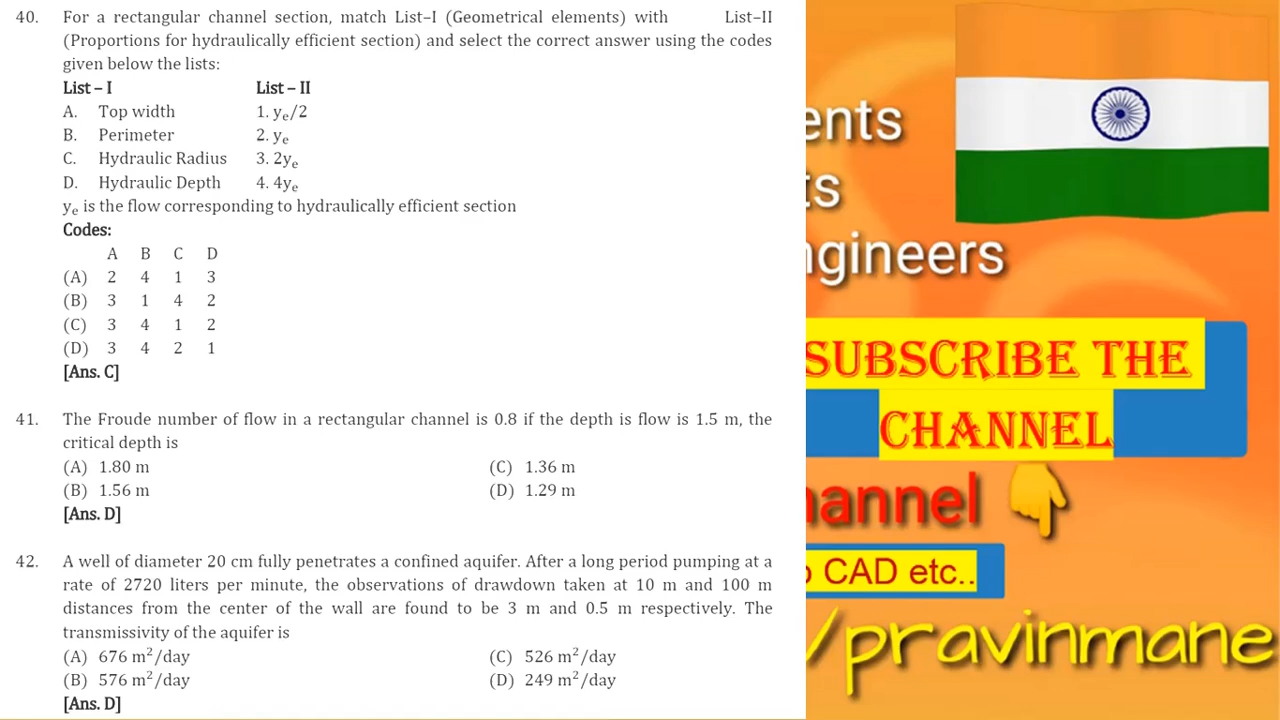 40. For a rectangular channel section, match List–I (Geometrical elements) with List–II
(Proportions for hydraulically efficient section) and select the correct answer using the codes
given below the lists:
List – I List – II
A. Top width 1. yₑ/2
B. Perimeter 2. yₑ
C. Hydraulic Radius 3. 2yₑ
D. Hydraulic Depth 4. 4yₑ
yₑ is the flow corresponding to hydraulically efficient section
Codes:
A B C D
(A) 2 4 1 3
(B) 3 1 4 2
(C) 3 4 1 2
(D) 3 4 2 1
[Ans. C]
41. The Froude number of flow in a rectangular channel is 0.8 if the depth is flow is 1.5 m, the
critical depth is
(A) 1.80 m (C) 1.36 m
(B) 1.56 m (D) 1.29 m
[Ans. D]
42. A well of diameter 20 cm fully penetrates a confined aquifer. After a long period pumping at a
rate of 2720 liters per minute, the observations of drawdown taken at 10 m and 100 m
distances from the center of the wall are found to be 3 m and 0.5 m respectively. The
transmissivity of the aquifer is
(A) 676 m²/day (C) 526 m²/day
(B) 576 m²/day (D) 249 m²/day
[Ans. D]
ents
ts
ngineers
SUBSCRIBE THE
CHANNEL
hannel
o CAD etc..
/pravinmane